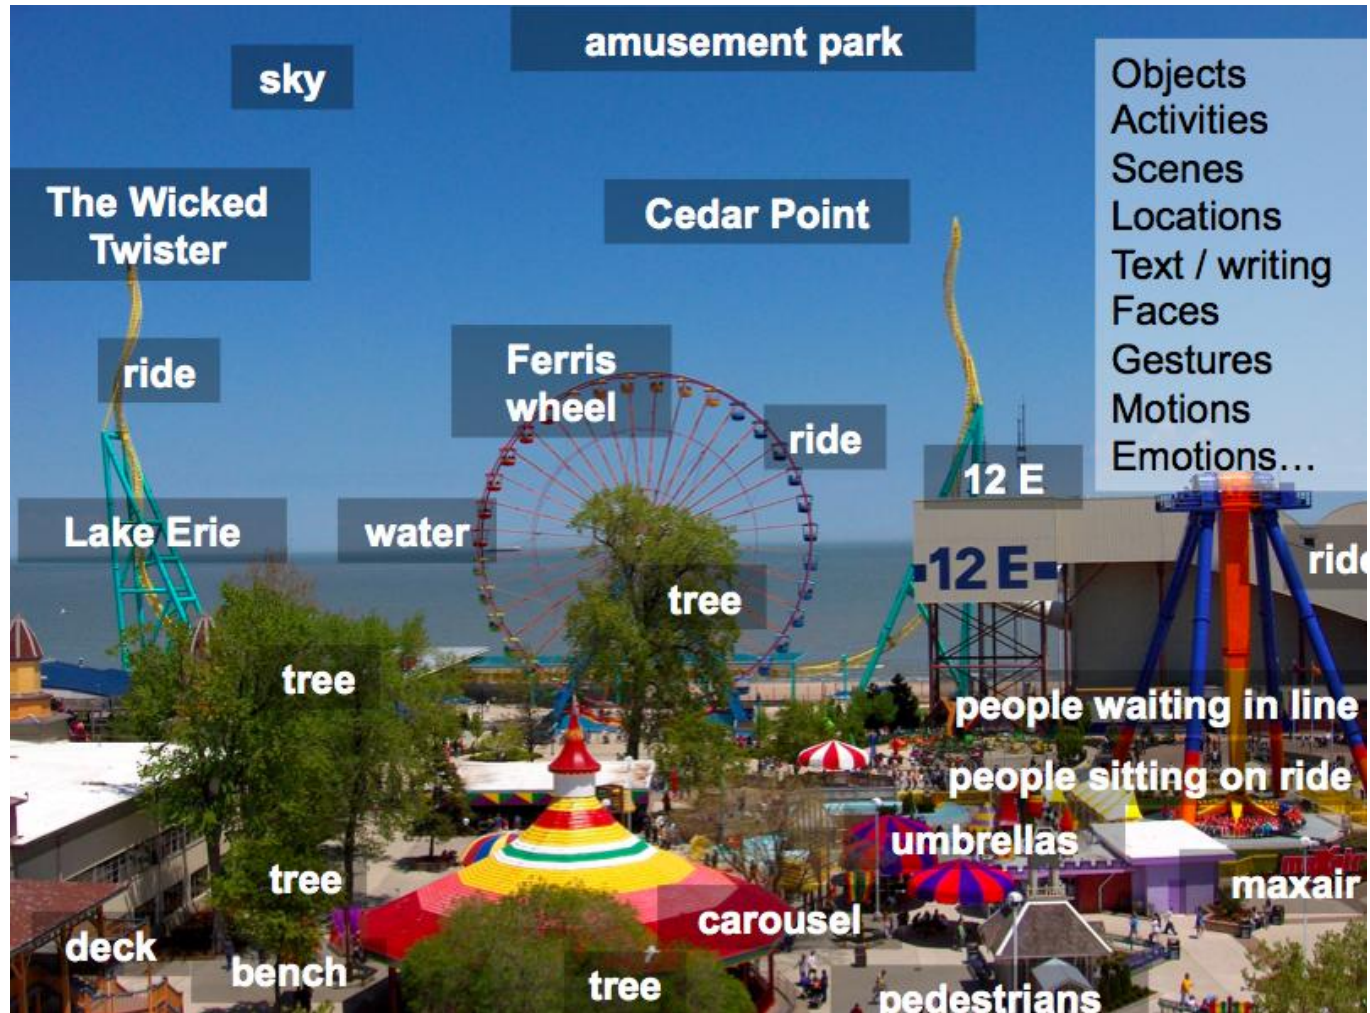 amusement park
sky
Objects
Activities
Scenes
Locations
Text / writing
Faces
Gestures
Motions
Emotions...
The Wicked
Twister
Cedar Point
ride
Ferris
wheel
ride
12 E
Lake Erie
water
12 E
ride
tree
tree
people waiting in line
people sitting on ride
umbrellas
tree
maxair
carousel
deck
bench
tree
pedestrians